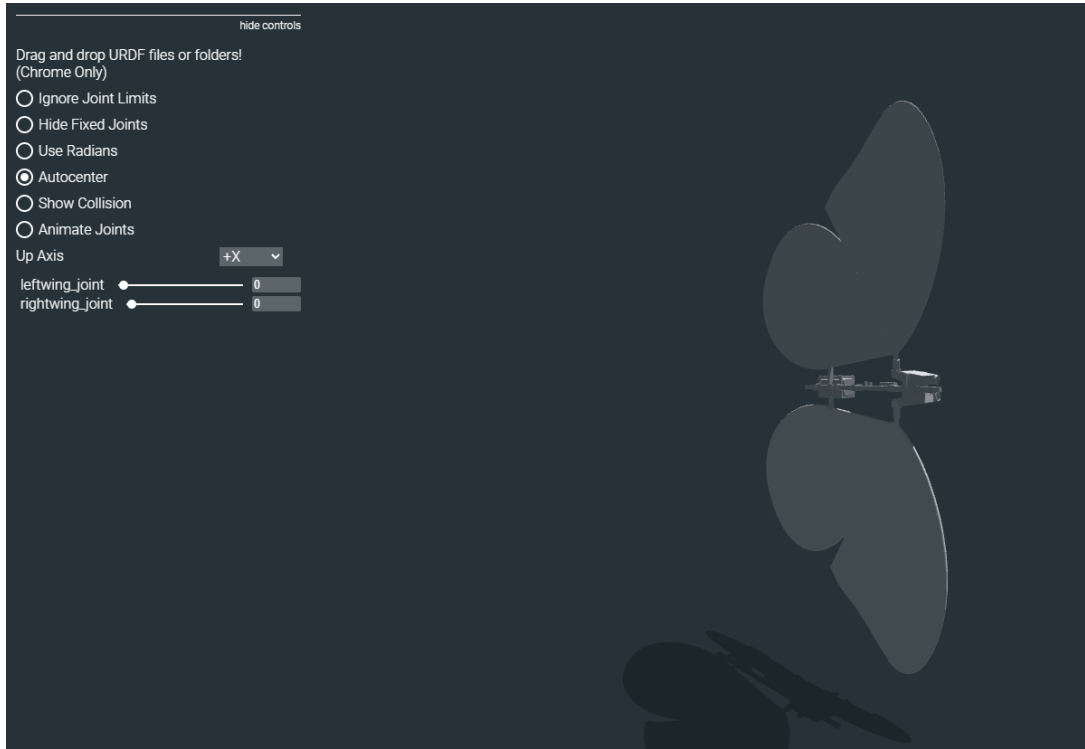 hide controls
Drag and drop URDF files or folders!
(Chrome Only)
Ignore Joint Limits
Hide Fixed Joints
Use Radians
Autocenter
Show Collision
Animate Joints
Up Axis +X
leftwing_joint 0
rightwing_joint 0